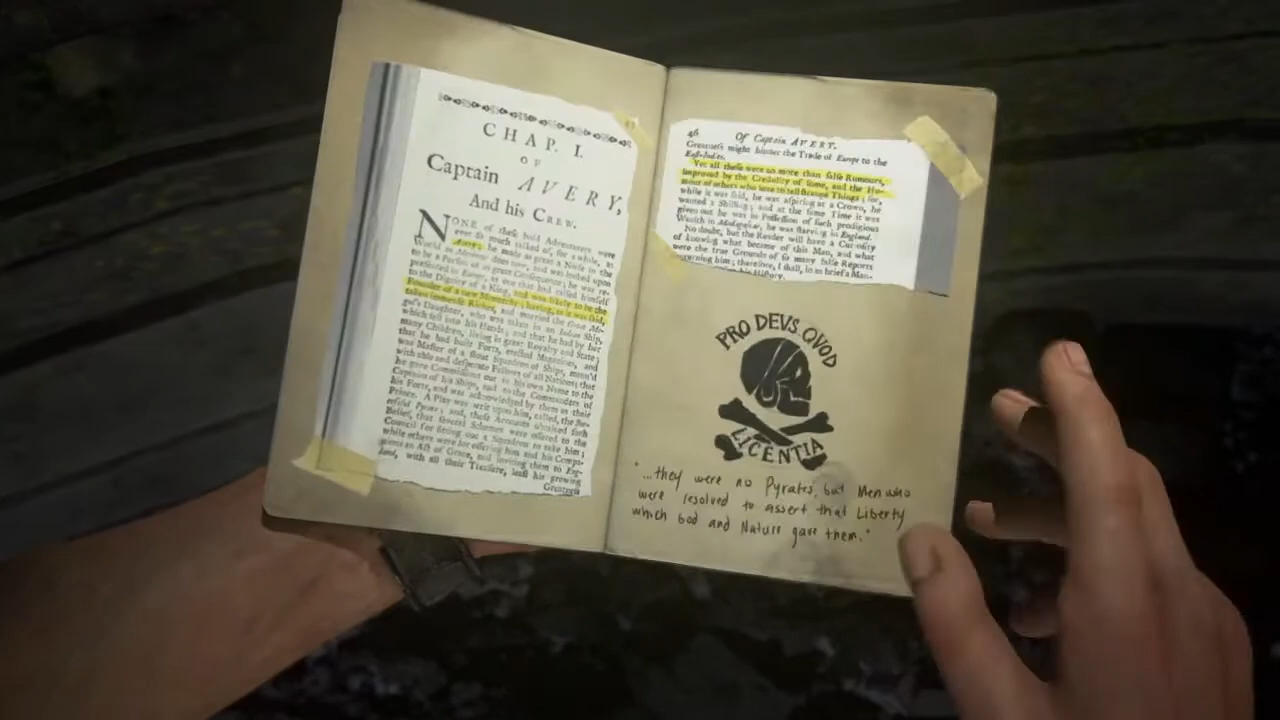 CHAP. I.
OF
Captain AVERY,
And his CREW.
NONE of these bold Adventurers were
ever so much talked of, for a while, as
Avery; he made as great a Noise in the
World as Meriveis does now, and was looked upon
to be a Person of as great Consequence; he was re-
presented in Europe, as one that had raised himself
to the Dignity of a King, and was likely to be the
Founder of a new Monarchy; having, as it was said,
taken immense Riches, and married the Great Mo-
gul's Daughter, who was taken in an Indian Ship,
which fell into his Hands; and that he had by her
many Children, living in great Royalty and State;
that he had built Forts, erected Magazines, and
was Master of a stout Squadron of Ships, mann'd
with able and desperate Fellows of all Nations; that
he gave Commissions out in his own Name to the
Captains of his Ships, and to the Commanders of
his Forts, and was acknowledged by them as their
Prince. A Play was writ upon him, called, the Suc-
cessful Pyrate; and, these Accounts obtained such
Belief, that several Schemes were offered to the
Council for fitting out a Squadron to take him;
while others were for offering him and his Compa-
nions an Act of Grace, and inviting them to Eng-
land, with all their Treasure, least his growing
Greatness
46 Of Captain AVERY.
Greatness might hinder the Trade of Europe to the
East-Indies.
Yet all these were no more than false Rumours,
improved by the Credulity of some, and the Hu-
mour of others who love to tell strange Things; for,
while it was said, he was aspiring at a Crown, he
wanted a Shilling; and at the same Time it was
given out he was in Possession of such prodigious
Wealth in Madagascar, he was starving in England.
No doubt, but the Reader will have a Curiosity
of knowing what became of this Man, and what
were the true Grounds of so many false Reports
concerning him; therefore, I shall, in as brief a Man-
his History.
PRO DEVS QVOD
LICENTIA
"...they were no Pyrates, but Men who
were resolved to assert that Liberty
which God and Nature gave them."